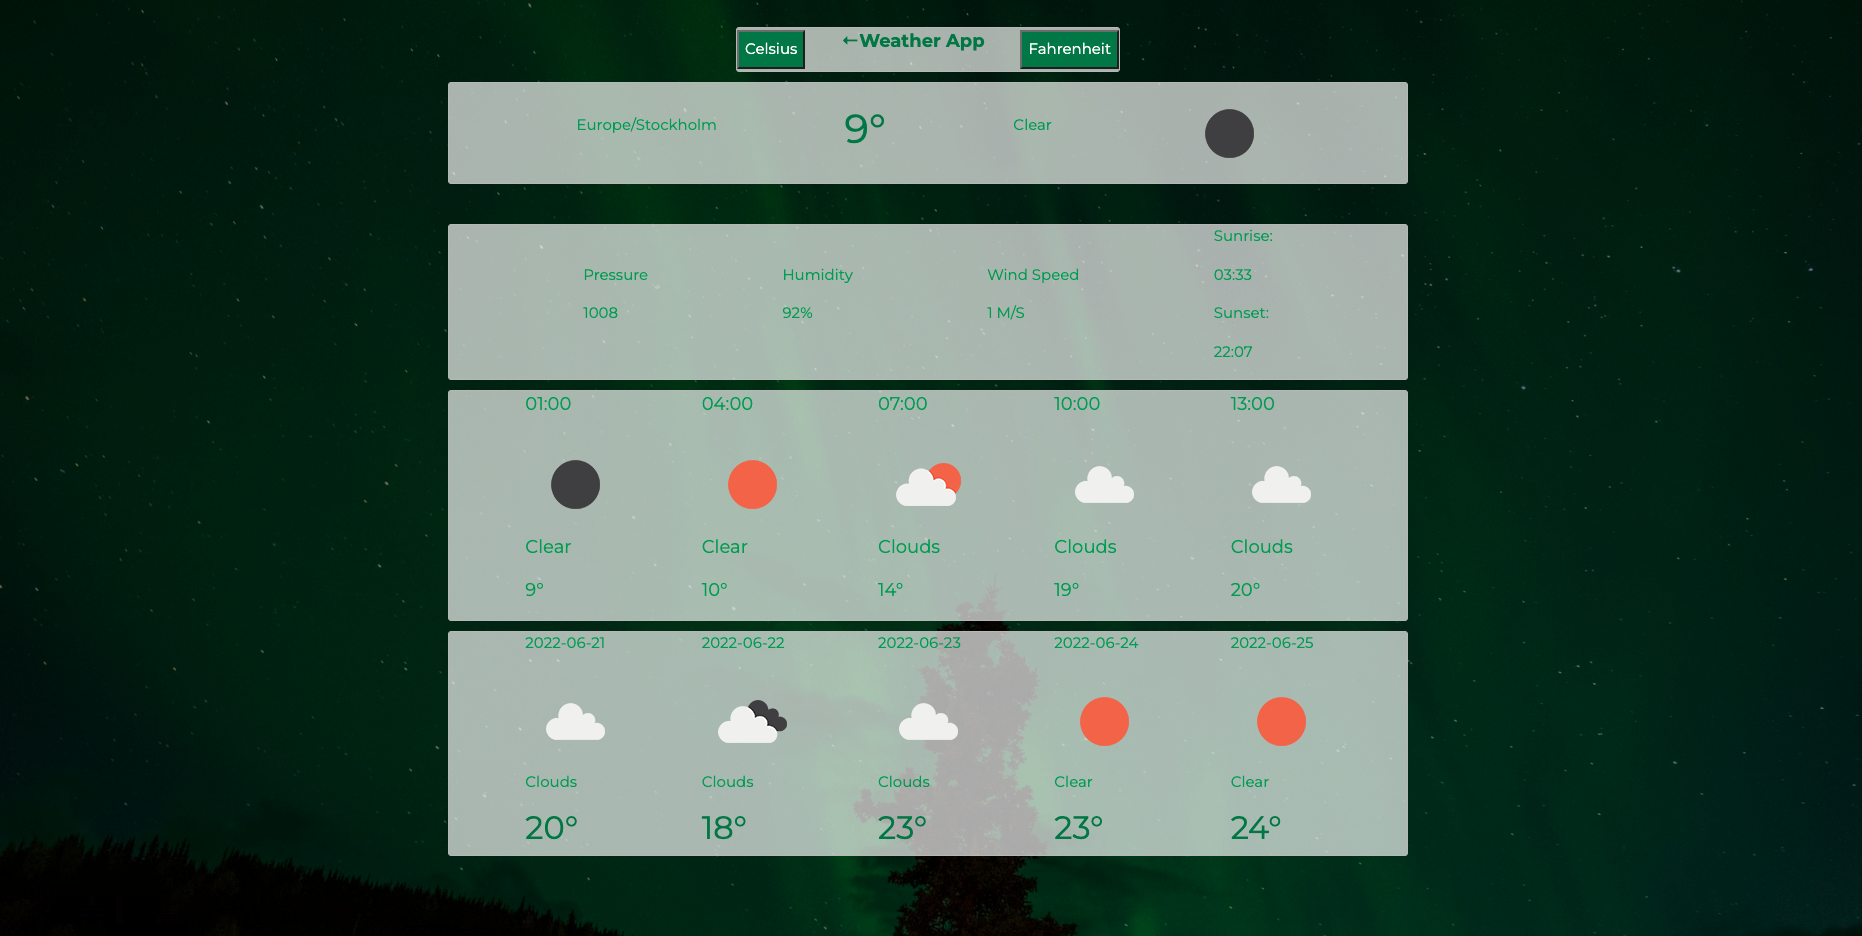 Celsius ←Weather App Fahrenheit
Europe/Stockholm 9° Clear
Sunrise:
Pressure Humidity Wind Speed 03:33
1008 92% 1 M/S Sunset:
22:07
01:00 04:00 07:00 10:00 13:00
Clear Clear Clouds Clouds Clouds
9° 10° 14° 19° 20°
2022-06-21 2022-06-22 2022-06-23 2022-06-24 2022-06-25
Clouds Clouds Clouds Clear Clear
20° 18° 23° 23° 24°